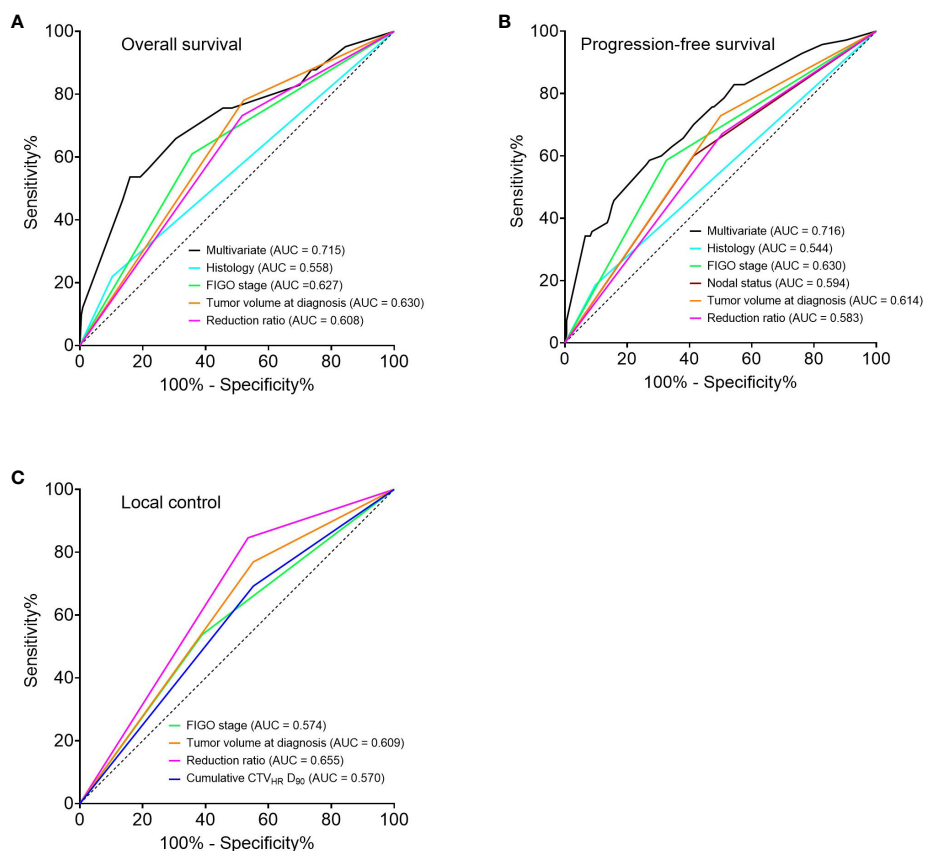 A
Overall survival
100
80
60
40
20
0
Sensitivity%
Multivariate (AUC = 0.715)
Histology (AUC = 0.558)
FIGO stage (AUC =0.627)
Tumor volume at diagnosis (AUC = 0.630)
Reduction ratio (AUC = 0.608)
0 20 40 60 80 100
100% - Specificity%
B
Progression-free survival
100
80
60
40
20
0
Sensitivity%
Multivariate (AUC = 0.716)
Histology (AUC = 0.544)
FIGO stage (AUC = 0.630)
Nodal status (AUC = 0.594)
Tumor volume at diagnosis (AUC = 0.614)
Reduction ratio (AUC = 0.583)
0 20 40 60 80 100
100% - Specificity%
C
Local control
100
80
60
40
20
0
Sensitivity%
FIGO stage (AUC = 0.574)
Tumor volume at diagnosis (AUC = 0.609)
Reduction ratio (AUC = 0.655)
Cumulative CTVHR D90 (AUC = 0.570)
0 20 40 60 80 100
100% - Specificity%